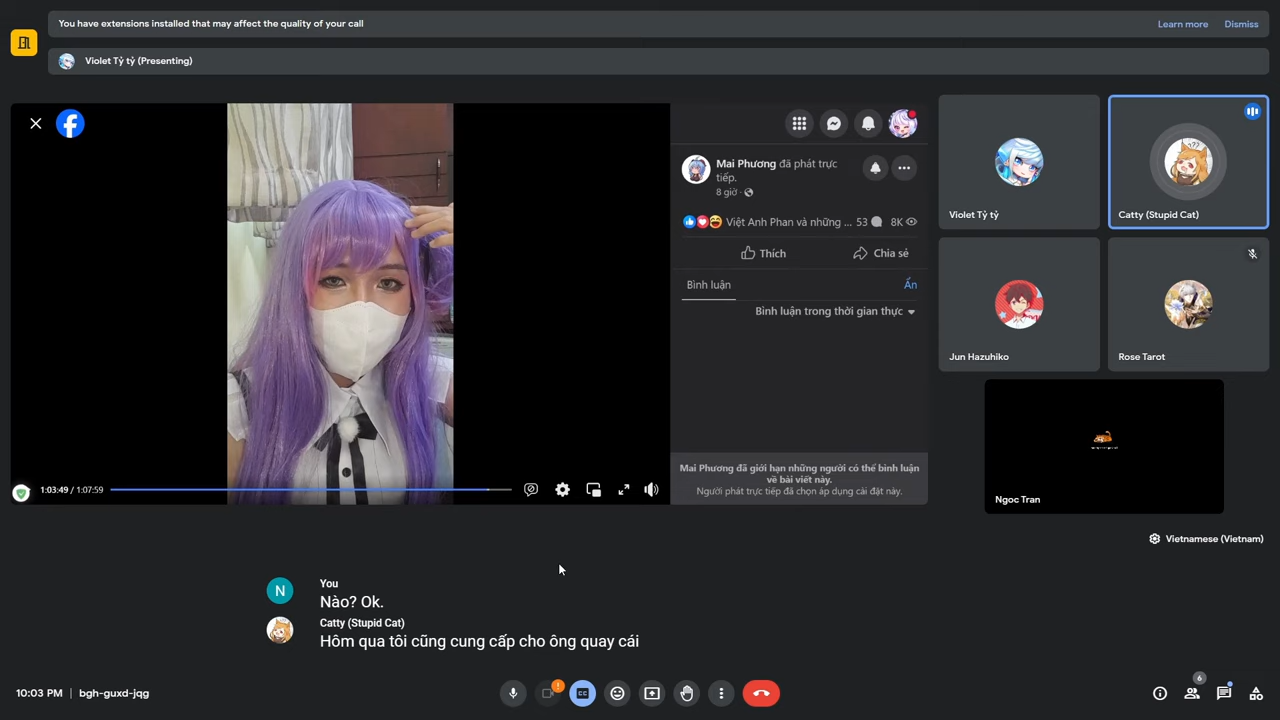 You have extensions installed that may affect the quality of your call
Learn more
Dismiss
Violet Tỷ tỷ (Presenting)
Mai Phương đã phát trực
tiếp.
8 giờ
Việt Anh Phan và những ... 53
8K
Thích
Chia sẻ
Bình luận
Ẩn
Bình luận trong thời gian thực
Mai Phương đã giới hạn những người có thể bình luận
về bài viết này.
Người phát trực tiếp đã chọn áp dụng cài đặt này.
1:03:49 / 1:07:59
Violet Tỷ tỷ
???
Catty (Stupid Cat)
Jun Hazuhiko
Rose Tarot
Ngoc Tran
Vietnamese (Vietnam)
N
You
Nào? Ok.
Catty (Stupid Cat)
Hôm qua tôi cũng cung cấp cho ông quay cái
10:03 PM
bgh-guxd-jqg
CC
!
6